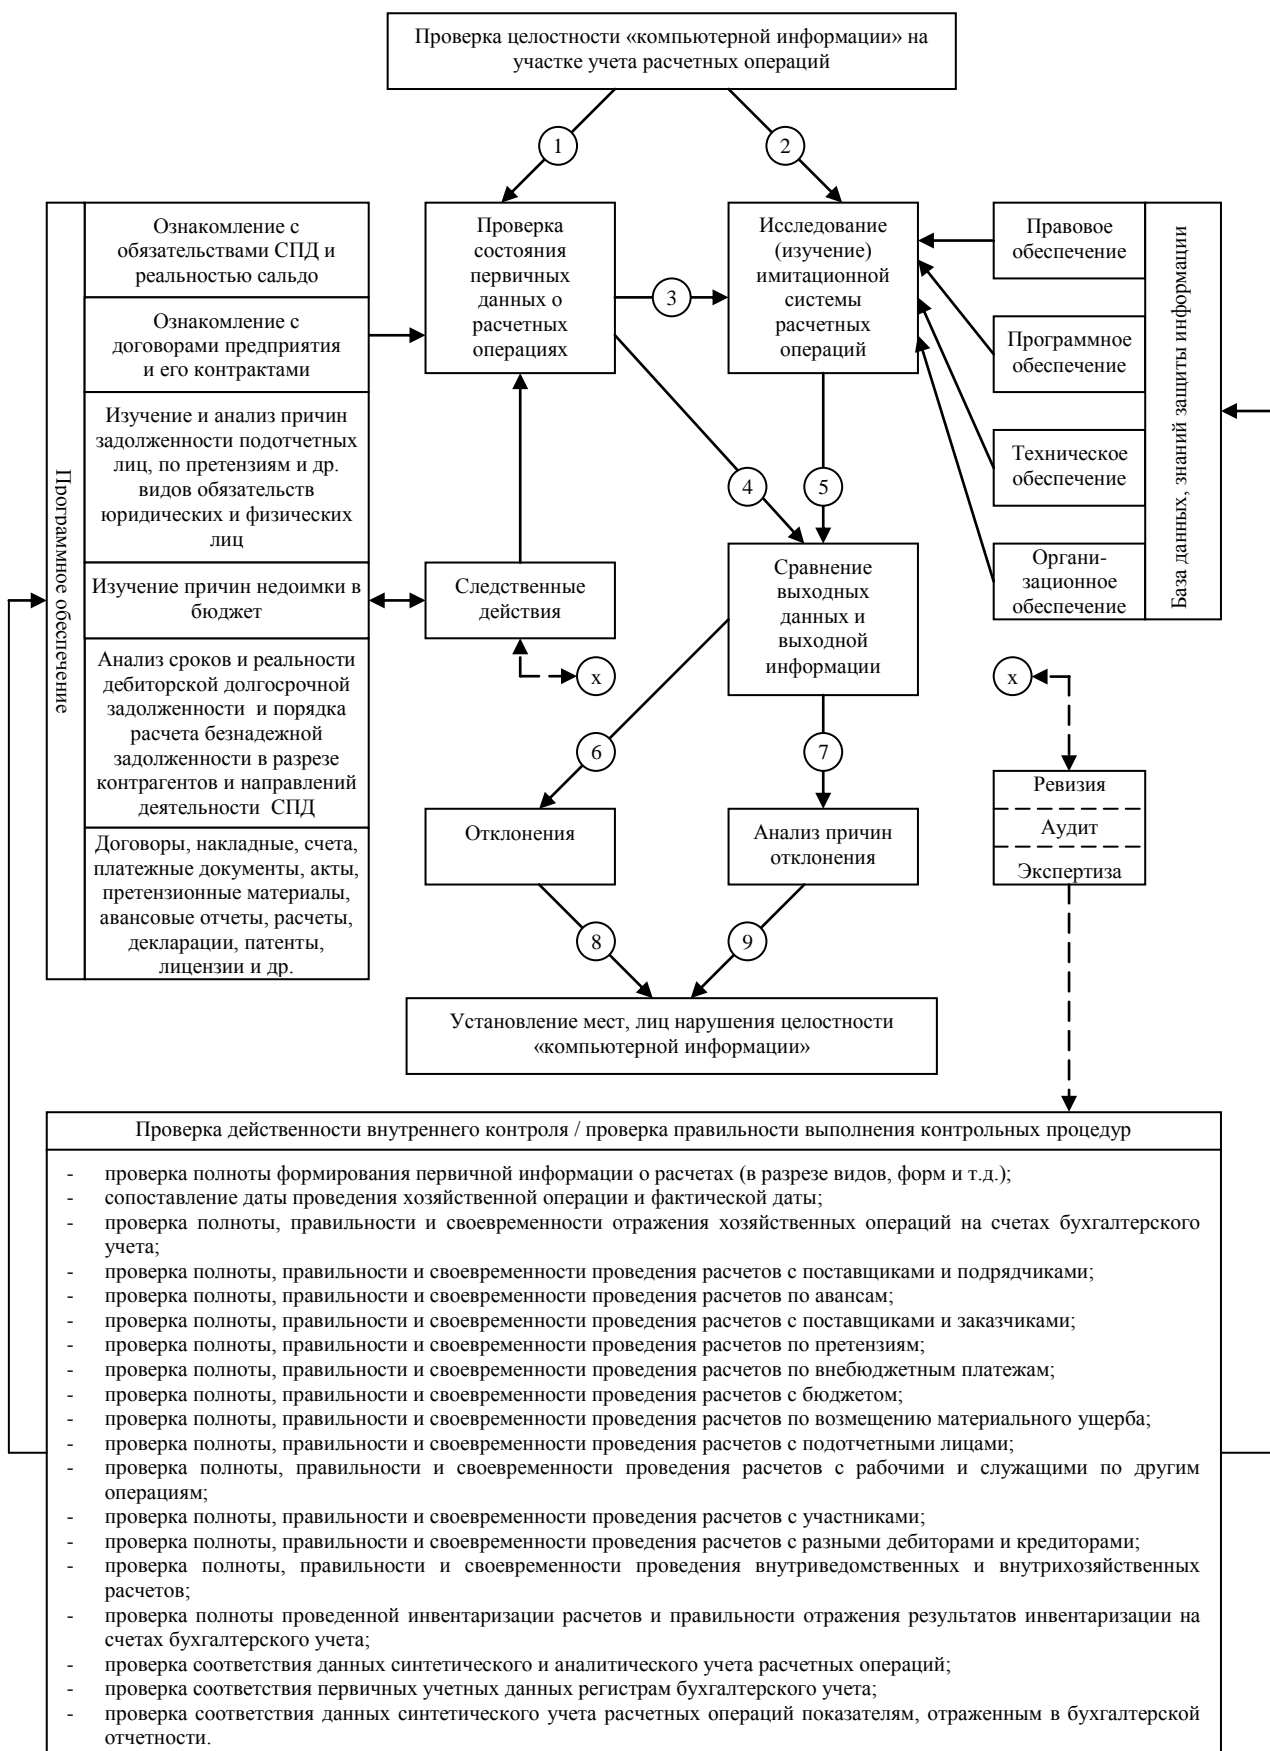 Проверка целостности «компьютерной информации» на
участке учета расчетных операций
1
2
Программное обеспечение
Ознакомление с
обязательствами СПД и
реальностью сальдо
Ознакомление с
договорами предприятия
и его контрактами
Изучение и анализ причин
задолженности подотчетных
лиц, по претензиям и др.
видов обязательств
юридических и физических
лиц
Изучение причин недоимки в
бюджет
Анализ сроков и реальности
дебиторской долгосрочной
задолженности и порядка
расчета безнадежной
задолженности в разрезе
контрагентов и направлений
деятельности СПД
Договоры, накладные, счета,
платежные документы, акты,
претензионные материалы,
авансовые отчеты, расчеты,
декларации, патенты,
лицензии и др.
Проверка
состояния
первичных
данных о
расчетных
операциях
3
Исследование
(изучение)
имитационной
системы
расчетных
операций
Правовое
обеспечение
Программное
обеспечение
Техническое
обеспечение
Органи-
зационное
обеспечение
База данных, знаний защиты информации
4
5
Следственные
действия
х
Сравнение
выходных
данных и
выходной
информации
х
6
7
Ревизия
Аудит
Экспертиза
Отклонения
Анализ причин
отклонения
8
9
Установление мест, лиц нарушения целостности
«компьютерной информации»
Проверка действенности внутреннего контроля / проверка правильности выполнения контрольных процедур
- проверка полноты формирования первичной информации о расчетах (в разрезе видов, форм и т.д.);
- сопоставление даты проведения хозяйственной операции и фактической даты;
- проверка полноты, правильности и своевременности отражения хозяйственных операций на счетах бухгалтерского
учета;
- проверка полноты, правильности и своевременности проведения расчетов с поставщиками и подрядчиками;
- проверка полноты, правильности и своевременности проведения расчетов по авансам;
- проверка полноты, правильности и своевременности проведения расчетов с поставщиками и заказчиками;
- проверка полноты, правильности и своевременности проведения расчетов по претензиям;
- проверка полноты, правильности и своевременности проведения расчетов по внебюджетным платежам;
- проверка полноты, правильности и своевременности проведения расчетов с бюджетом;
- проверка полноты, правильности и своевременности проведения расчетов по возмещению материального ущерба;
- проверка полноты, правильности и своевременности проведения расчетов с подотчетными лицами;
- проверка полноты, правильности и своевременности проведения расчетов с рабочими и служащими по другим
операциям;
- проверка полноты, правильности и своевременности проведения расчетов с участниками;
- проверка полноты, правильности и своевременности проведения расчетов с разными дебиторами и кредиторами;
- проверка полноты, правильности и своевременности проведения внутриведомственных и внутрихозяйственных
расчетов;
- проверка полноты проведенной инвентаризации расчетов и правильности отражения результатов инвентаризации на
счетах бухгалтерского учета;
- проверка соответствия данных синтетического и аналитического учета расчетных операций;
- проверка соответствия первичных учетных данных регистрам бухгалтерского учета;
- проверка соответствия данных синтетического учета расчетных операций показателям, отраженным в бухгалтерской
отчетности.